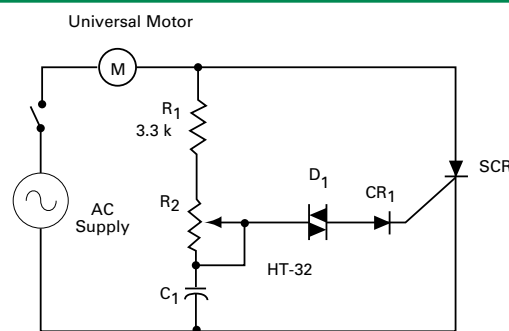 Universal Motor
M
R1
3.3 k
SCR
D1
CR1
R2
AC
Supply
HT-32
C1